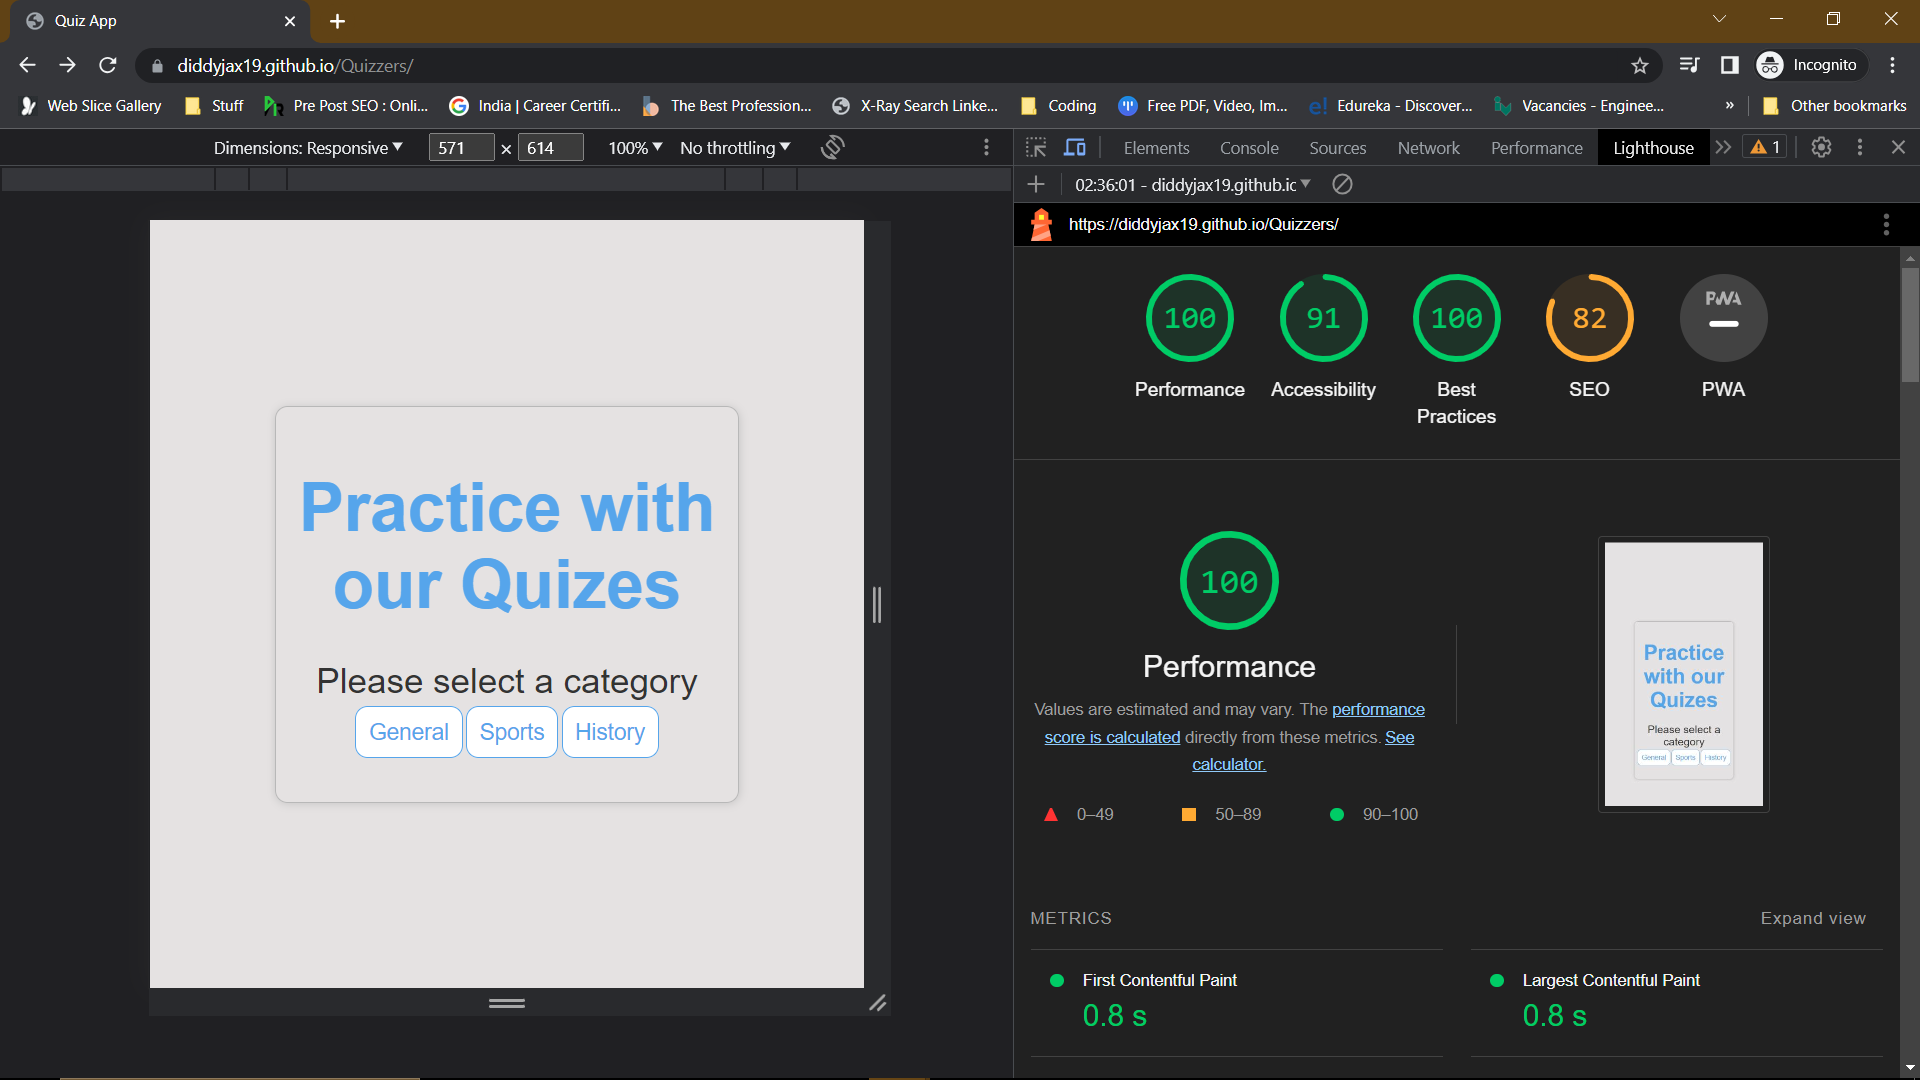 Quiz App
diddyjax19.github.io/Quizzers/
Incognito
Web Slice Gallery
Stuff
Pre Post SEO : Onli...
India | Career Certifi...
The Best Profession...
X-Ray Search Linke...
Coding
Free PDF, Video, Im...
Edureka - Discover...
Vacancies - Enginee...
»
Other bookmarks
Dimensions: Responsive
571 x 614
100%
No throttling
Elements
Console
Sources
Network
Performance
Lighthouse
1
02:36:01 - diddyjax19.github.ic
https://diddyjax19.github.io/Quizzers/
100
91
100
82
PWA
Performance
Accessibility
Best
Practices
SEO
PWA
Practice with
our Quizes
Please select a category
General
Sports
History
100
Performance
Values are estimated and may vary. The performance
score is calculated directly from these metrics. See
calculator.
0–49
50–89
90–100
Practice
with our
Quizes
Please select a
category
General
Sports
History
METRICS
Expand view
First Contentful Paint
0.8 s
Largest Contentful Paint
0.8 s